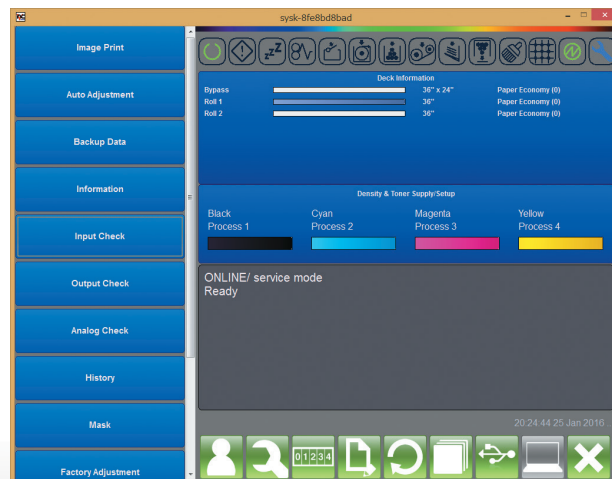 sysk-8fe8bd8bad
Image Print
Auto Adjustment
Backup Data
Information
Input Check
Output Check
Analog Check
History
Mask
Factory Adjustment
zzZ
Deck Information
Bypass 36" x 24" Paper Economy (0)
Roll 1 36" Paper Economy (0)
Roll 2 36" Paper Economy (0)
Density & Toner Supply/Setup
Black Cyan Magenta Yellow
Process 1 Process 2 Process 3 Process 4
ONLINE/ service mode
Ready
20:24:44 25 Jan 2016
01234